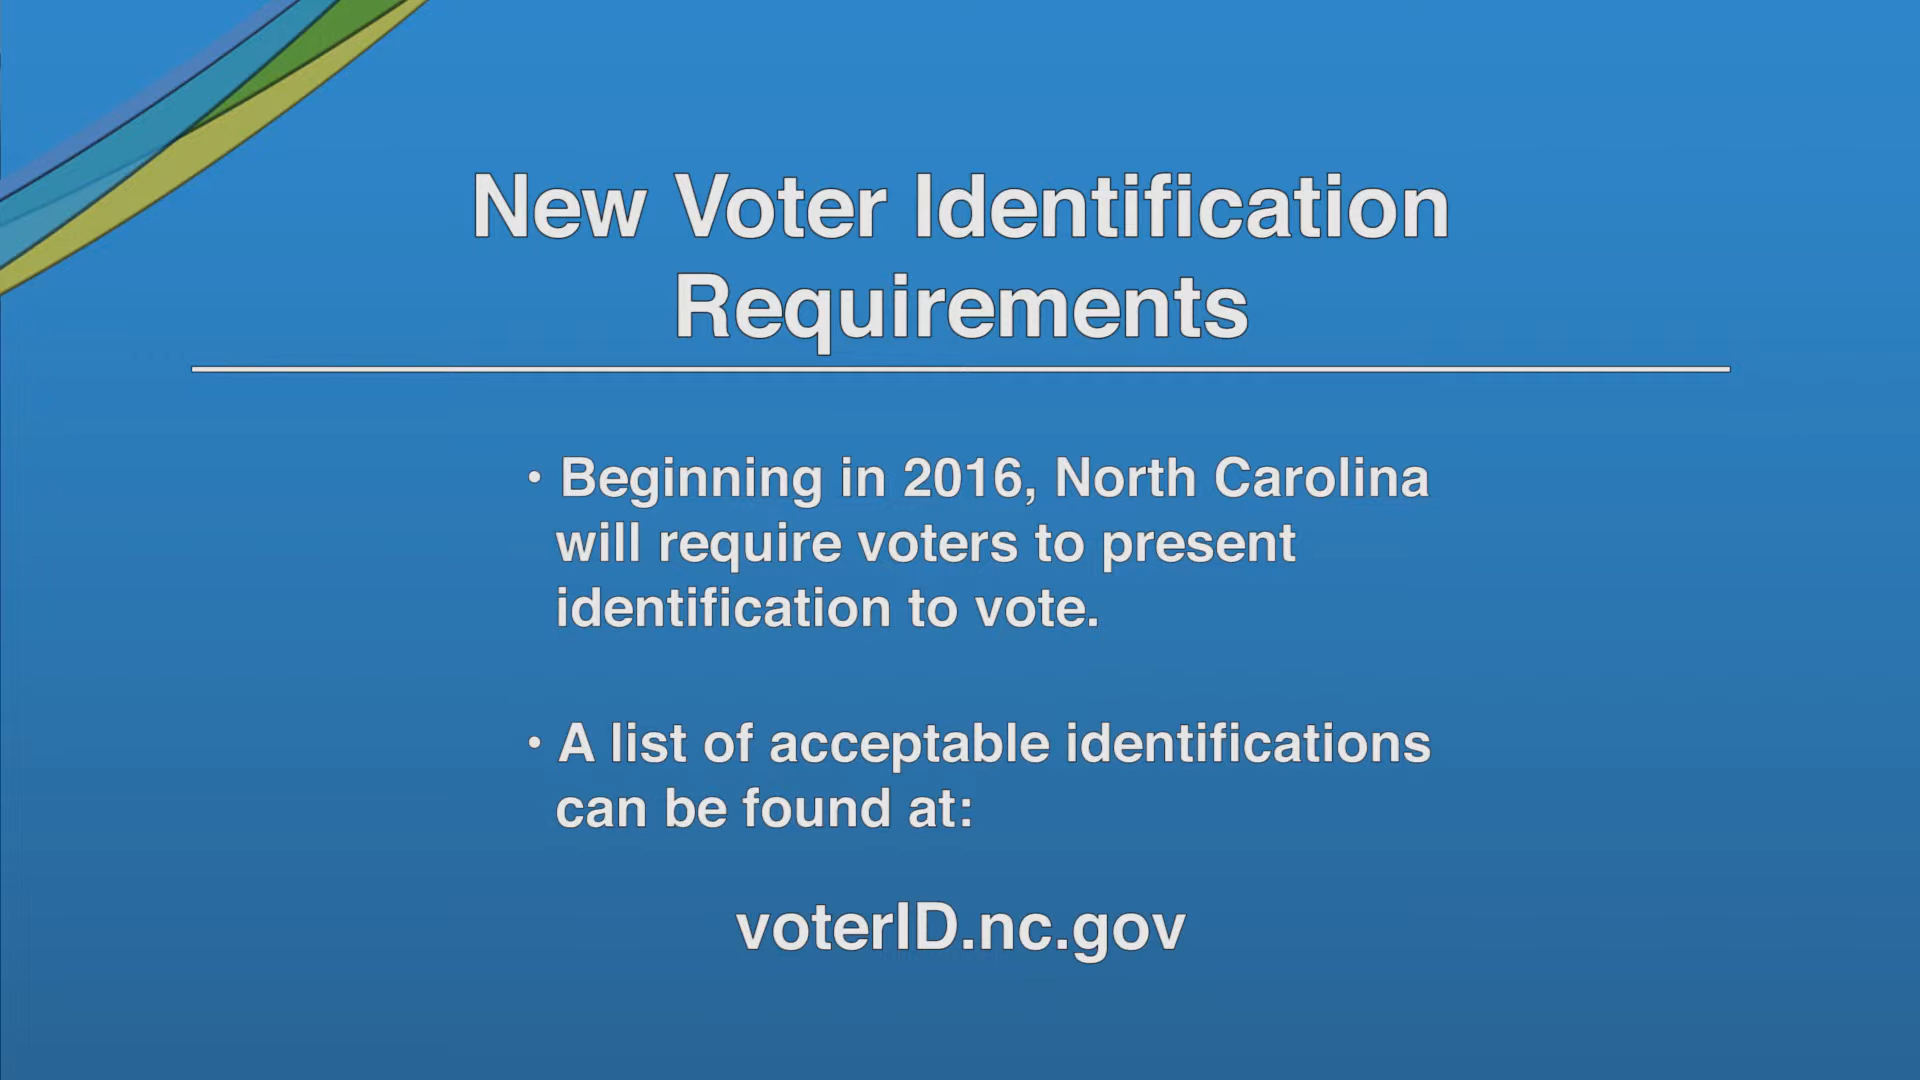 New Voter Identification
Requirements
• Beginning in 2016, North Carolina
will require voters to present
identification to vote.
• A list of acceptable identifications
can be found at:
voterID.nc.gov